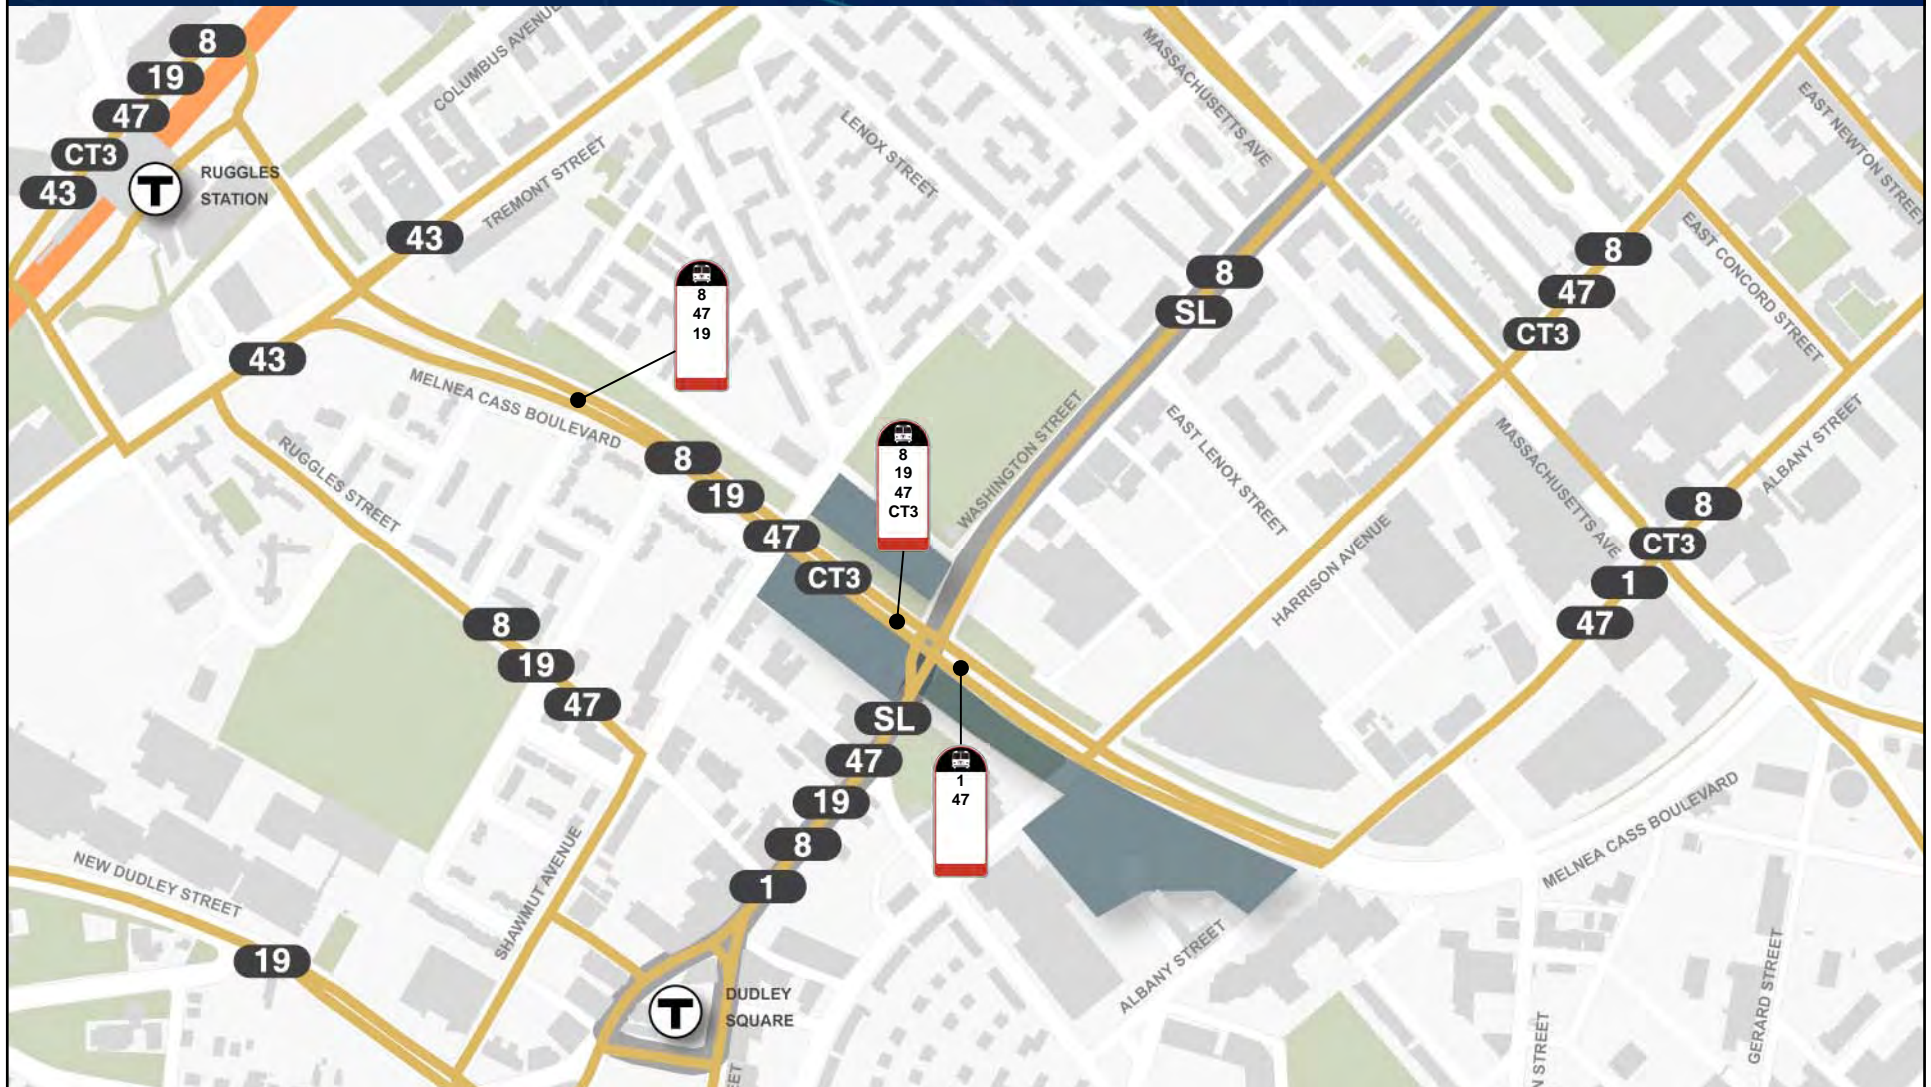 8
19
47
CT3
43
T
RUGGLES
STATION
COLUMBUS AVENUE
TREMONT STREET
43
LENOX STREET
MASSACHUSETTS AVE
EAST NEWTON STREET
EAST CONCORD STREET
8
SL
8
47
CT3
43
8
47
19
MELNEA CASS BOULEVARD
RUGGLES STREET
8
19
47
CT3
8
19
47
CT3
WASHINGTON STREET
EAST LENOX STREET
HARRISON AVENUE
MASSACHUSETTS AVE
ALBANY STREET
8
CT3
1
47
8
19
47
SL
47
19
8
1
1
47
MELNEA CASS BOULEVARD
NEW DUDLEY STREET
19
SHAWMUT AVENUE
T
DUDLEY
SQUARE
ALBANY STREET
GERARD STREET
N STREET
EET